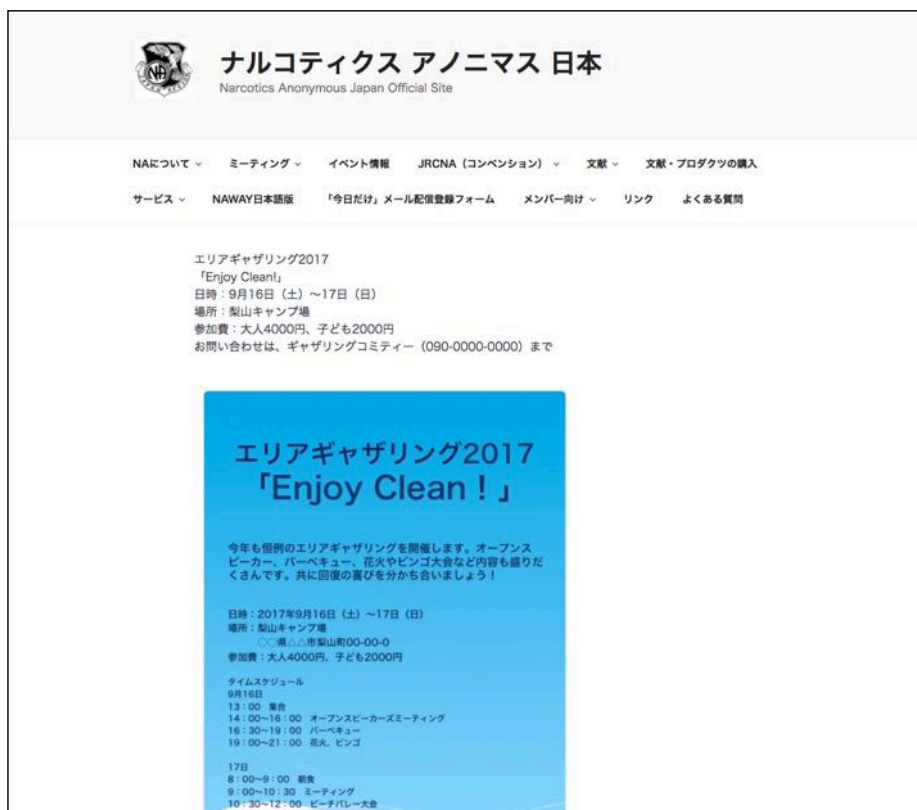 ナルコティクス アノニマス 日本
Narcotics Anonymous Japan Official Site
NAについて ミーティング イベント情報 JRCNA（コンベンション） 文献 文献・プロダクツの購入
サービス NAWAY日本語版 「今日だけ」メール配信登録フォーム メンバー向け リンク よくある質問
エリアギャザリング2017
「Enjoy Clean!」
日時：9月16日（土）〜17日（日）
場所：梨山キャンプ場
参加費：大人4000円、子ども2000円
お問い合わせは、ギャザリングコミティー（090-0000-0000）まで
エリアギャザリング2017
「Enjoy Clean！」
今年も恒例のエリアギャザリングを開催します。オープンス
ピーカー、バーベキュー、花火やビンゴ大会など内容も盛りだ
くさんです。共に回復の喜びを分かち合いましょう！
日時：2017年9月16日（土）〜17日（日）
場所：梨山キャンプ場
○○県△△市梨山町00-00-0
参加費：大人4000円、子ども2000円
タイムスケジュール
9月16日
13：00 集合
14：00〜16：00 オープンスピーカーズミーティング
16：30〜19：00 バーベキュー
19：00〜21：00 花火、ビンゴ
17日
8：00〜9：00 朝食
9：00〜10：30 ミーティング
10：30〜12：00 ビーチバレー大会